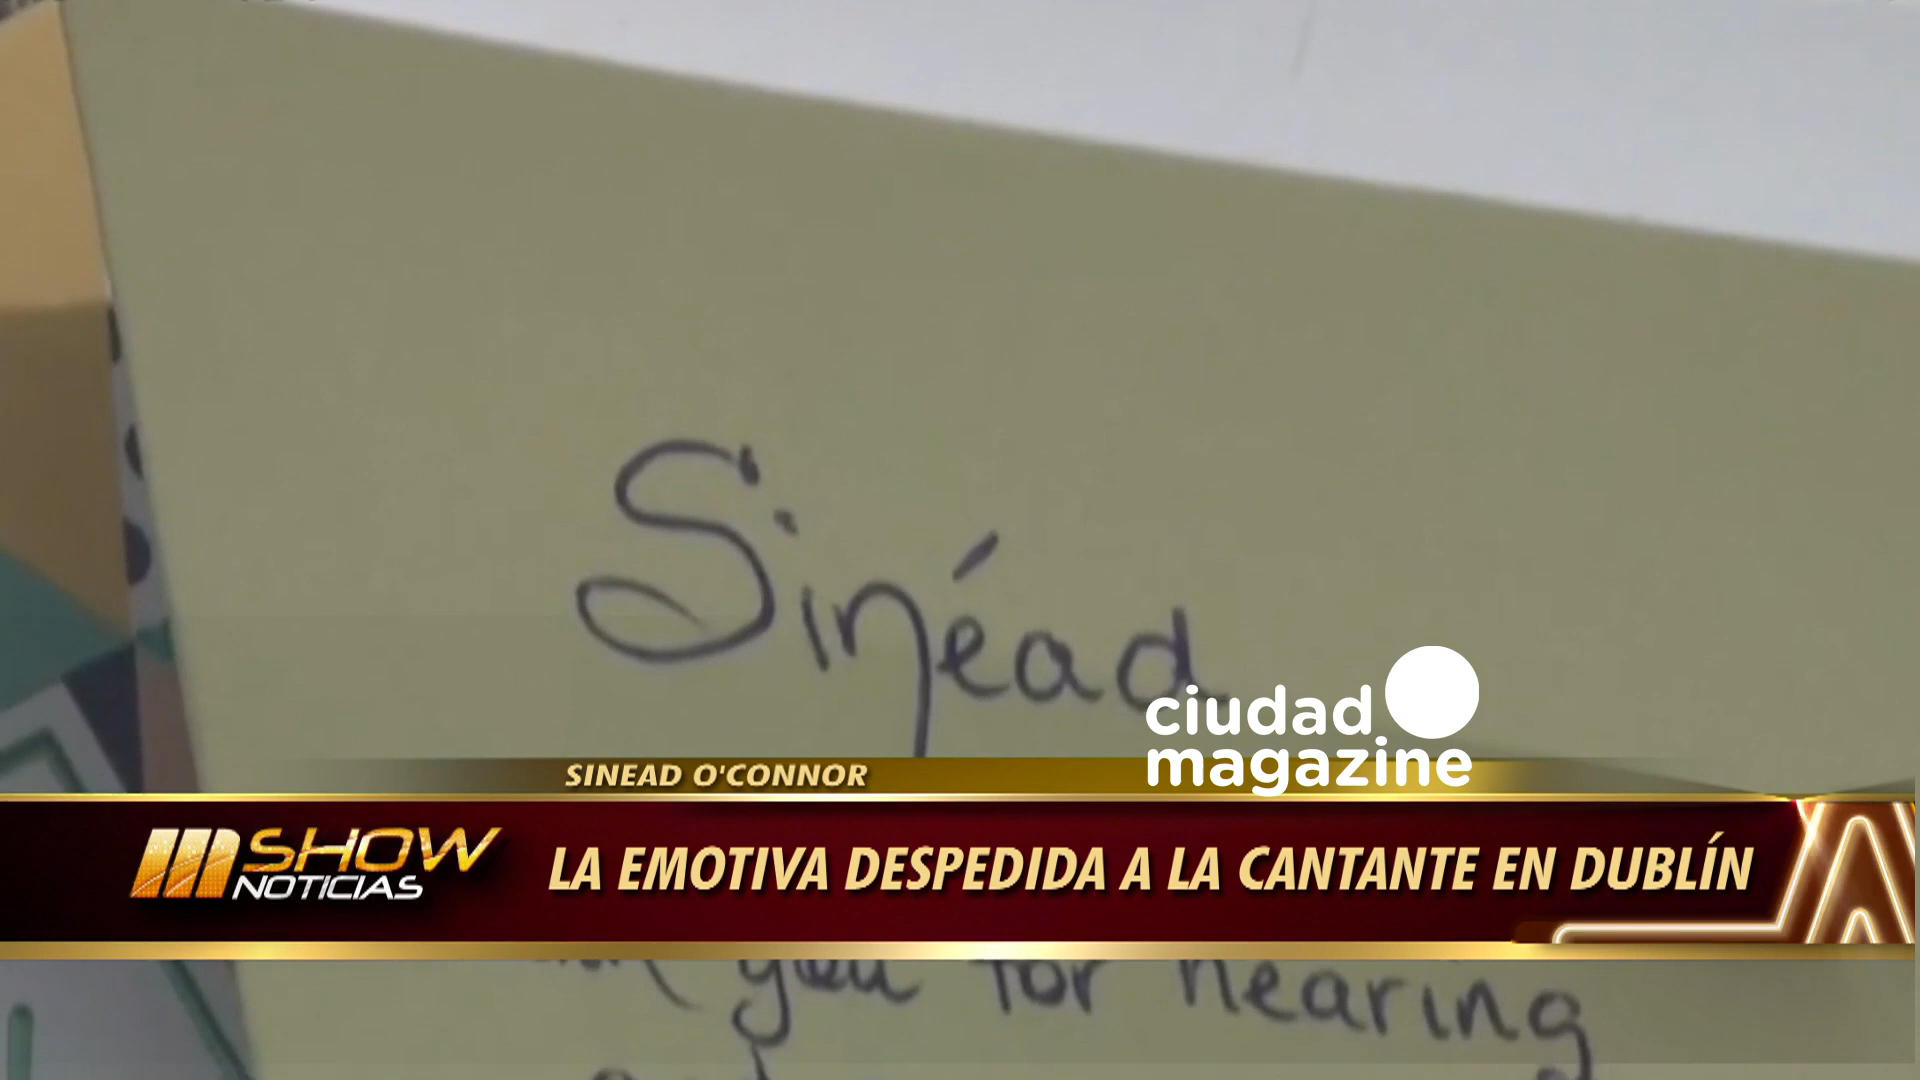 Sinéad
ciudad
magazine
SINEAD O'CONNOR
SHOW
NOTICIAS
LA EMOTIVA DESPEDIDA A LA CANTANTE EN DUBLÍN
you for hearing